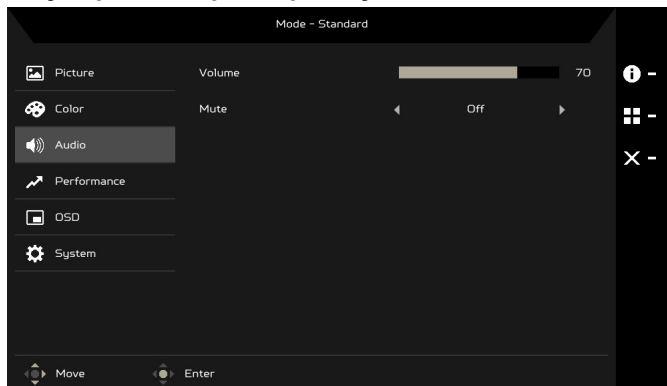 Mode - Standard
Picture
Volume
70
Color
Mute
Off
Audio
Performance
OSD
System
Move
Enter